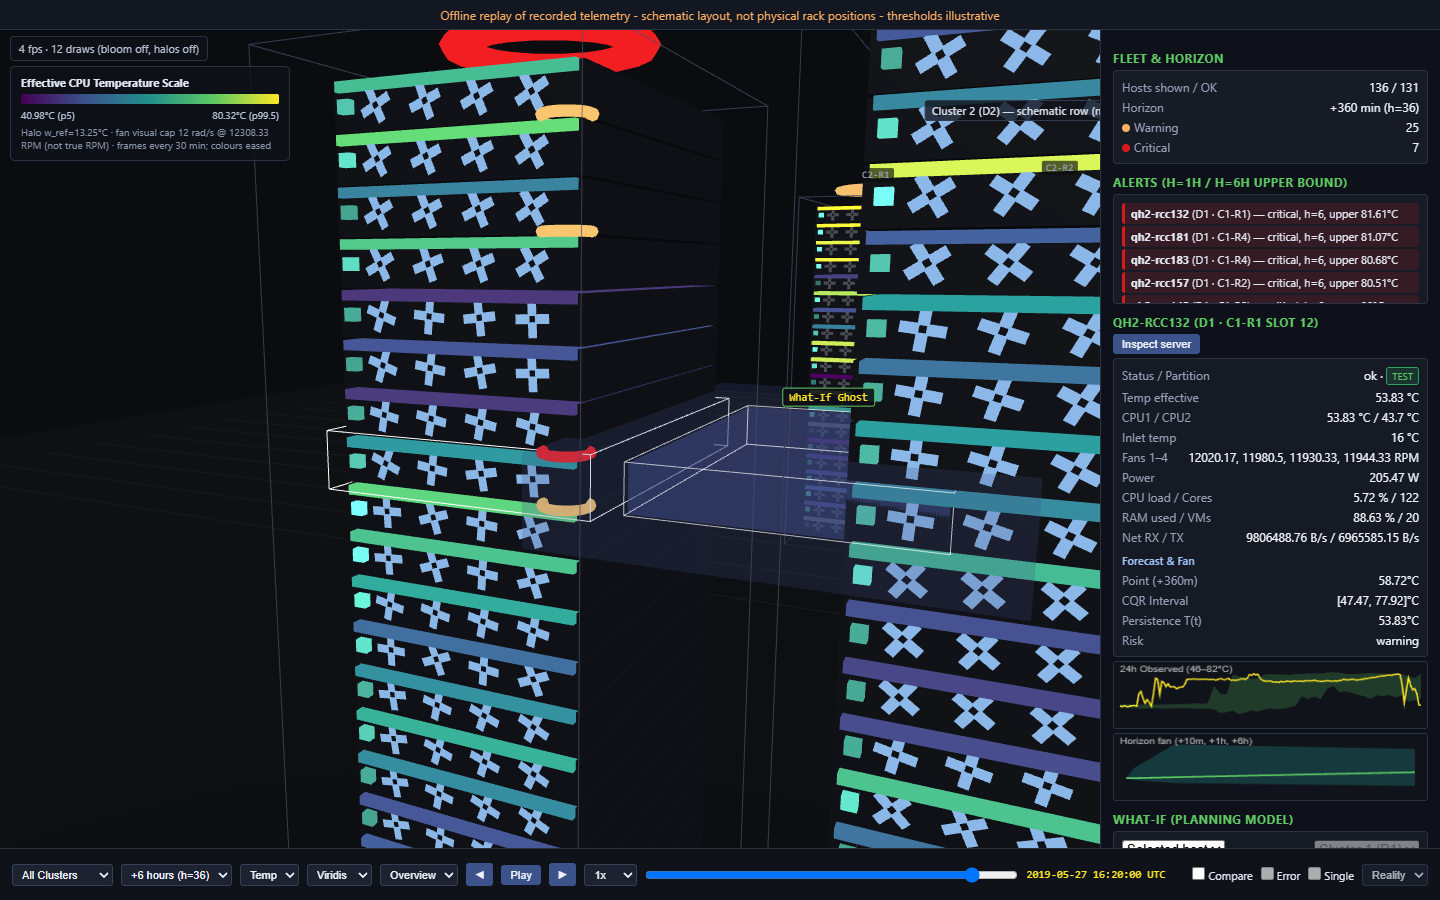 Offline replay of recorded telemetry - schematic layout, not physical rack positions - thresholds illustrative
4 fps · 12 draws (bloom off, halos off)
Effective CPU Temperature Scale
40.98°C (p5) 80.32°C (p99.5)
Halo w_ref=13.25°C · fan visual cap 12 rad/s @ 12308.33
RPM (not true RPM) · frames every 30 min; colours eased
Cluster 2 (D2) — schematic row (n
C2-R1
C2-R2
What-If Ghost
FLEET & HORIZON
Hosts shown / OK 136 / 131
Horizon +360 min (h=36)
Warning 25
Critical 7
ALERTS (H=1H / H=6H UPPER BOUND)
qh2-rcc132 (D1 · C1-R1) — critical, h=6, upper 81.61°C
qh2-rcc181 (D1 · C1-R4) — critical, h=6, upper 81.07°C
qh2-rcc183 (D1 · C1-R4) — critical, h=6, upper 80.68°C
qh2-rcc157 (D1 · C1-R2) — critical, h=6, upper 80.51°C
QH2-RCC132 (D1 · C1-R1 SLOT 12)
Inspect server
Status / Partition ok · TEST
Temp effective 53.83 °C
CPU1 / CPU2 53.83 °C / 43.7 °C
Inlet temp 16 °C
Fans 1–4 12020.17, 11980.5, 11930.33, 11944.33 RPM
Power 205.47 W
CPU load / Cores 5.72 % / 122
RAM used / VMs 88.63 % / 20
Net RX / TX 9806488.76 B/s / 6965585.15 B/s
Forecast & Fan
Point (+360m) 58.72°C
CQR Interval [47.47, 77.92]°C
Persistence T(t) 53.83°C
Risk warning
24h Observed (46–82°C)
Horizon fan (+10m, +1h, +6h)
WHAT-IF (PLANNING MODEL)
All Clusters +6 hours (h=36) Temp Viridis Overview ◀ Play ▶ 1x 2019-05-27 16:20:00 UTC Compare Error Single Reality